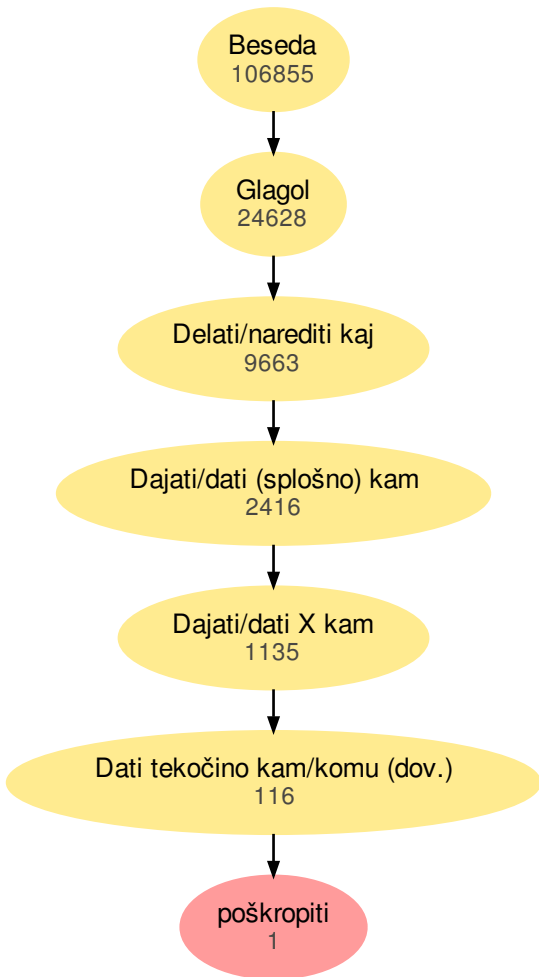 Beseda
106855
Glagol
24628
Delati/narediti kaj
9663
Dajati/dati (splošno) kam
2416
Dajati/dati X kam
1135
Dati tekočino kam/komu (dov.)
116
poškropiti
1